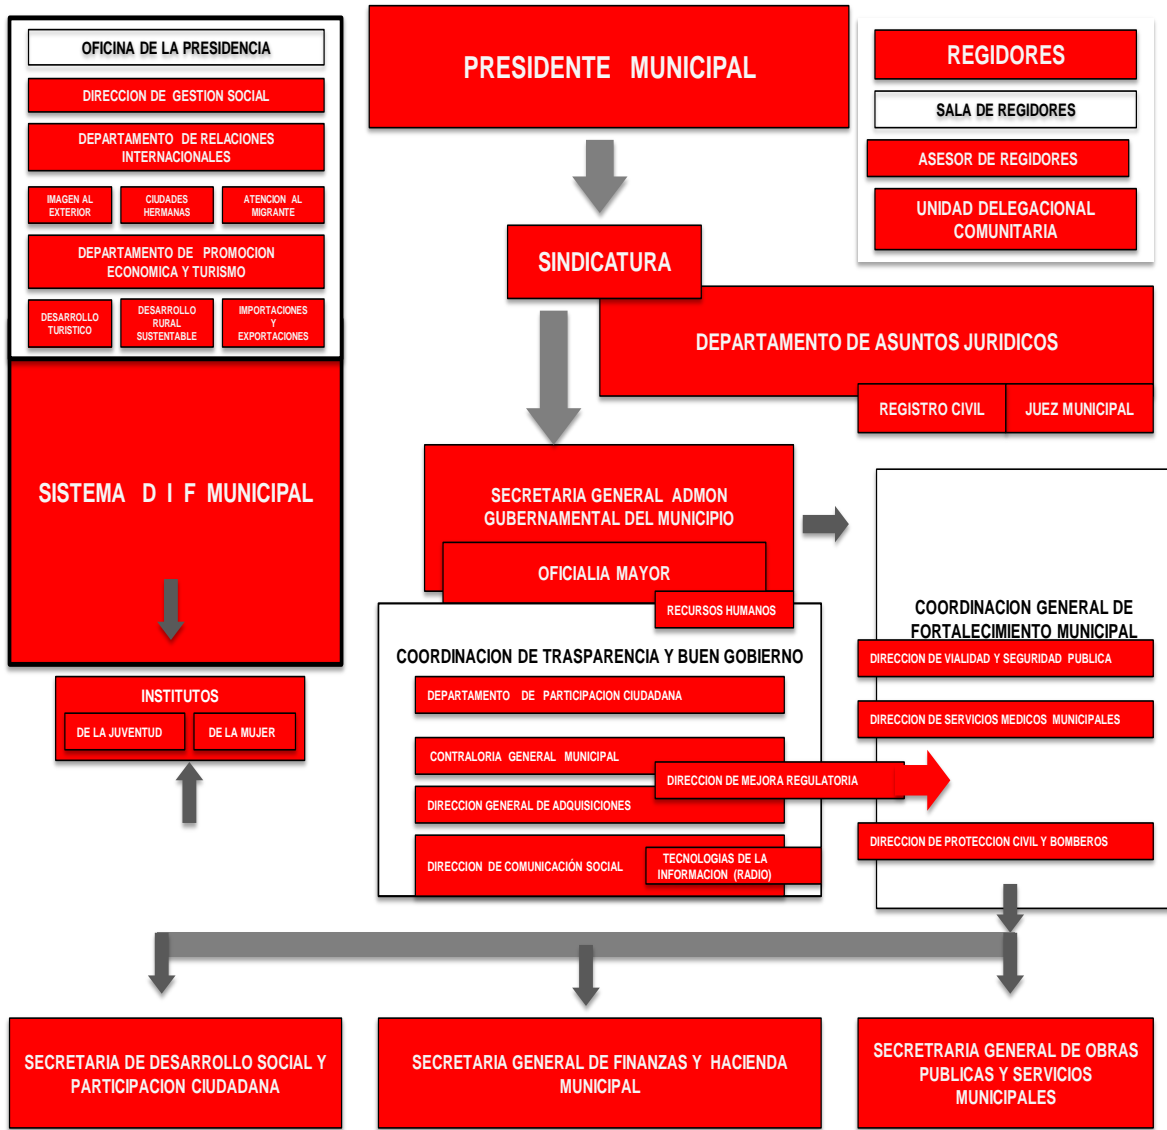 OFICINA DE LA PRESIDENCIA
DIRECCION DE GESTION SOCIAL
DEPARTAMENTO DE RELACIONES
INTERNACIONALES
IMAGEN AL
EXTERIOR
CIUDADES
HERMANAS
ATENCION AL
MIGRANTE
DEPARTAMENTO DE PROMOCION
ECONOMICA Y TURISMO
DESARROLLO
TURISTICO
DESARROLLO
RURAL
SUSTENTABLE
IMPORTACIONES
Y
EXPORTACIONES
SISTEMA D I F MUNICIPAL
INSTITUTOS
DE LA JUVENTUD
DE LA MUJER
PRESIDENTE MUNICIPAL
REGIDORES
SALA DE REGIDORES
ASESOR DE REGIDORES
UNIDAD DELEGACIONAL
COMUNITARIA
SINDICATURA
DEPARTAMENTO DE ASUNTOS JURIDICOS
REGISTRO CIVIL
JUEZ MUNICIPAL
SECRETARIA GENERAL ADMON
GUBERNAMENTAL DEL MUNICIPIO
OFICIALIA MAYOR
RECURSOS HUMANOS
COORDINACION DE TRASPARENCIA Y BUEN GOBIERNO
DEPARTAMENTO DE PARTICIPACION CIUDADANA
CONTRALORIA GENERAL MUNICIPAL
DIRECCION DE MEJORA REGULATORIA
DIRECCION GENERAL DE ADQUISICIONES
DIRECCION DE COMUNICACIÓN SOCIAL
TECNOLOGIAS DE LA
INFORMACION (RADIO)
COORDINACION GENERAL DE
FORTALECIMIENTO MUNICIPAL
DIRECCION DE VIALIDAD Y SEGURIDAD PUBLICA
DIRECCION DE SERVICIOS MEDICOS MUNICIPALES
DIRECCION DE PROTECCION CIVIL Y BOMBEROS
SECRETARIA DE DESARROLLO SOCIAL Y
PARTICIPACION CIUDADANA
SECRETARIA GENERAL DE FINANZAS Y HACIENDA
MUNICIPAL
SECRETRARIA GENERAL DE OBRAS
PUBLICAS Y SERVICIOS
MUNICIPALES